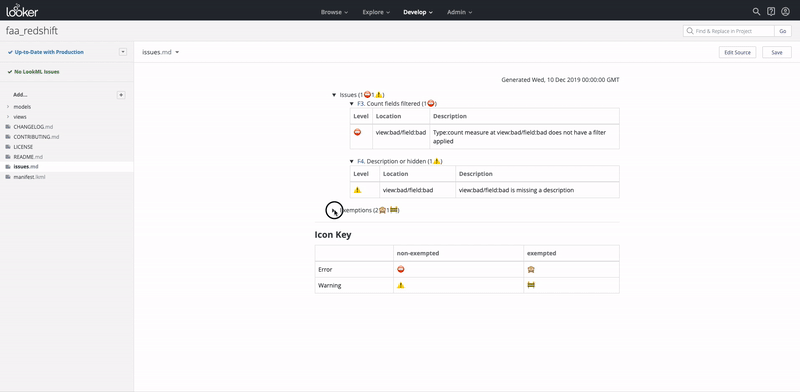 looker
Browse
Explore
Develop
Admin
faa_redshift
Find & Replace in Project
Go
Up-to-Date with Production
issues.md
Edit Source
Save
No LookML Issues
Generated Wed, 10 Dec 2019 00:00:00 GMT
Add...
models
views
CHANGELOG.md
CONTRIBUTING.md
LICENSE
README.md
issues.md
manifest.lkml
Issues (1⛔1⚠️)
F3. Count fields filtered (1⛔)
Level Location Description
⛔ view:bad/field:bad Type:count measure at view:bad/field:bad does not have a filter
applied
F4. Description or hidden (1⚠️)
Level Location Description
⚠️ view:bad/field:bad view:bad/field:bad is missing a description
Exemptions (2🙈1🚧)
Icon Key
non-exempted exempted
Error ⛔ 🙈
Warning ⚠️ 🚧